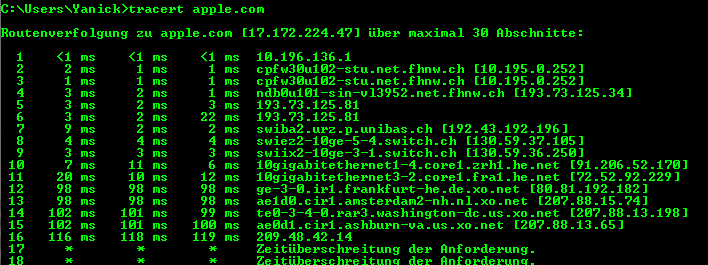 C:\Users\Yanick>tracert apple.com
Routenverfolgung zu apple.com [17.172.224.47] über maximal 30 Abschnitte:
1 <1 ms <1 ms <1 ms 10.196.136.1
2 2 ms 1 ms 1 ms cpfw30u102-stu.net.fhnw.ch [10.195.0.252]
3 1 ms 1 ms 1 ms cpfw30u102-stu.net.fhnw.ch [10.195.0.252]
4 3 ms 2 ms 1 ms ndb0u101-sin-vl3952.net.fhnw.ch [193.73.125.34]
5 3 ms 2 ms 3 ms 193.73.125.81
6 3 ms 2 ms 22 ms 193.73.125.81
7 9 ms 2 ms 2 ms swiba2.urz.p.unibas.ch [192.43.192.196]
8 4 ms 4 ms 4 ms swiez2-10ge-5-4.switch.ch [130.59.37.105]
9 3 ms 3 ms 3 ms swiix2-10ge-3-1.switch.ch [130.59.36.250]
10 7 ms 11 ms 6 ms 10gigabitethernet1-4.core1.zrh1.he.net [91.206.52.170]
11 20 ms 10 ms 12 ms 10gigabitethernet3-2.core1.fra1.he.net [72.52.92.229]
12 98 ms 98 ms 98 ms ge-3-0.cir1.frankfurt-he.de.xo.net [80.81.192.182]
13 98 ms 98 ms 98 ms ae1d0.cir1.amsterdam2-nh.nl.xo.net [207.88.15.74]
14 102 ms 101 ms 99 ms te0-3-4-0.rar3.washington-dc.us.xo.net [207.88.13.198]
15 102 ms 101 ms 100 ms ae0d1.cir1.ashburn-va.us.xo.net [207.88.13.65]
16 116 ms 118 ms 119 ms 209.48.42.14
17 * * * Zeitüberschreitung der Anforderung.
18 * * * Zeitüberschreitung der Anforderung.